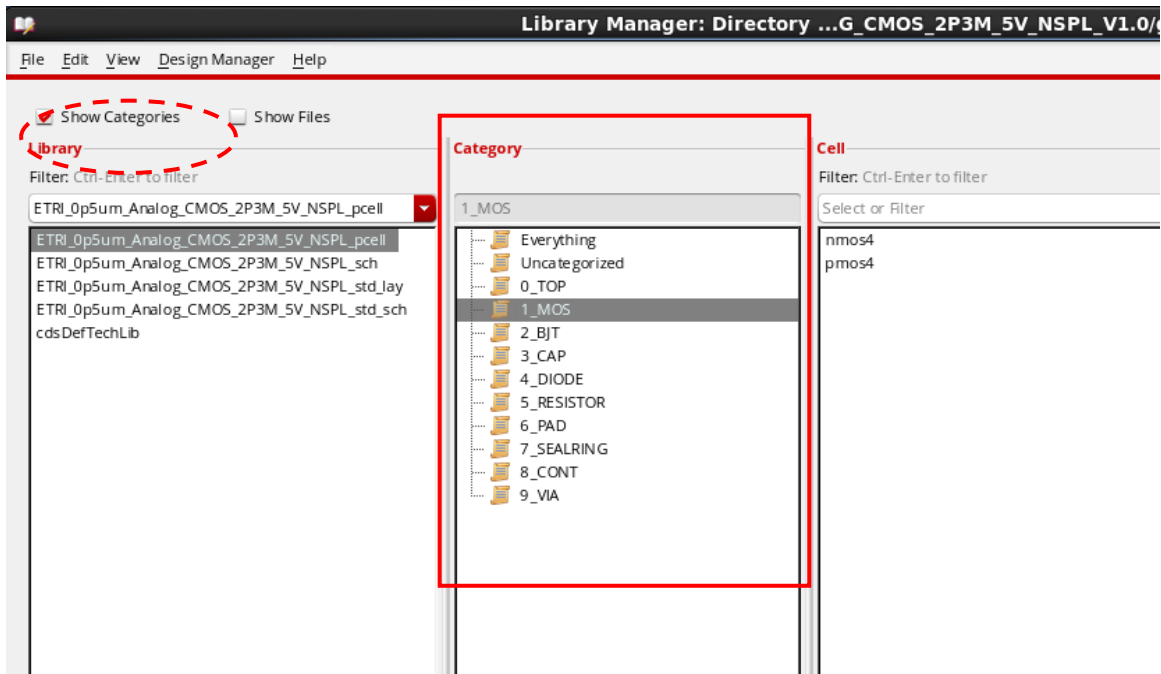 Library Manager: Directory ...G_CMOS_2P3M_5V_NSPL_V1.0/
File Edit View Design Manager Help
Show Categories Show Files
Library
Filter: Ctrl-Enter to filter
ETRI_0p5um_Analog_CMOS_2P3M_5V_NSPL_pcell
ETRI_0p5um_Analog_CMOS_2P3M_5V_NSPL_pcell
ETRI_0p5um_Analog_CMOS_2P3M_5V_NSPL_sch
ETRI_0p5um_Analog_CMOS_2P3M_5V_NSPL_std_lay
ETRI_0p5um_Analog_CMOS_2P3M_5V_NSPL_std_sch
cdsDefTechLib
Category
1_MOS
Everything
Uncategorized
0_TOP
1_MOS
2_BJT
3_CAP
4_DIODE
5_RESISTOR
6_PAD
7_SEALRING
8_CONT
9_VIA
Cell
Filter: Ctrl-Enter to filter
Select or Filter
nmos4
pmos4